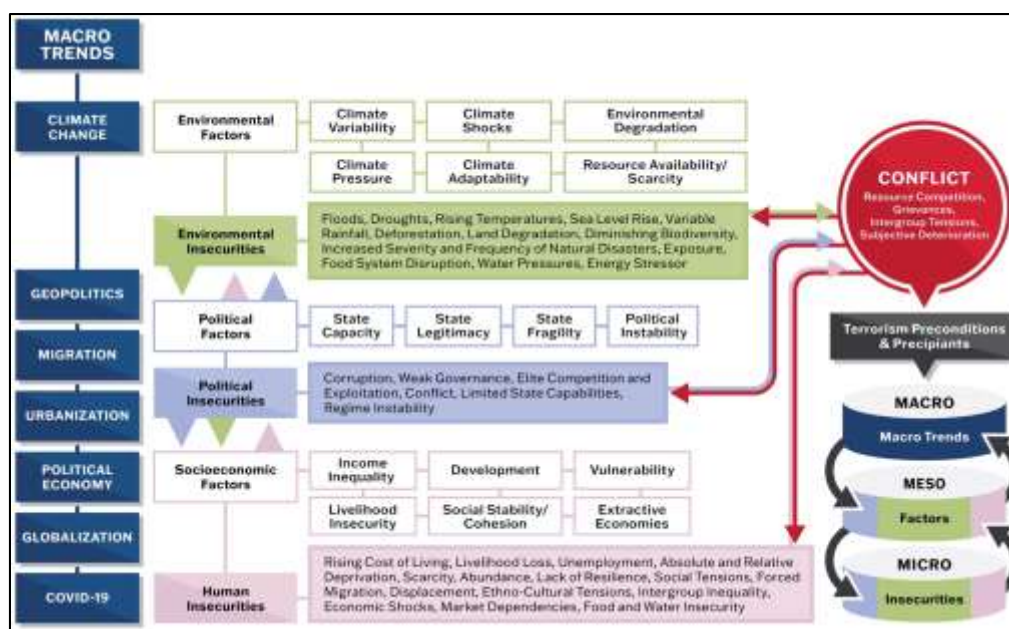 MACRO
TRENDS
CLIMATE
CHANGE
GEOPOLITICS
MIGRATION
URBANIZATION
POLITICAL
ECONOMY
GLOBALIZATION
COVID-19
Environmental
Factors
Climate
Variability
Climate
Shocks
Environmental
Degradation
Climate
Pressure
Climate
Adaptability
Resource Availability/
Scarcity
Environmental
Insecurities
Floods, Droughts, Rising Temperatures, Sea Level Rise, Variable
Rainfall, Deforestation, Land Degradation, Diminishing Biodiversity,
Increased Severity and Frequency of Natural Disasters, Exposure,
Food System Disruption, Water Pressures, Energy Stressor
Political
Factors
State
Capacity
State
Legitimacy
State
Fragility
Political
Instability
Political
Insecurities
Corruption, Weak Governance, Elite Competition and
Exploitation, Conflict, Limited State Capabilities,
Regime Instability
Socioeconomic
Factors
Income
Inequality
Development
Vulnerability
Livelihood
Insecurity
Social Stability/
Cohesion
Extractive
Economies
Human
Insecurities
Rising Cost of Living, Livelihood Loss, Unemployment, Absolute and Relative
Deprivation, Scarcity, Abundance, Lack of Resilience, Social Tensions, Forced
Migration, Displacement, Ethno-Cultural Tensions, Intergroup Inequality,
Economic Shocks, Market Dependencies, Food and Water Insecurity
CONFLICT
Resource Competition,
Grievances,
Intergroup Tensions,
Subjective Deterioration
Terrorism Preconditions
& Precipiants
MACRO
Macro Trends
MESO
Factors
MICRO
Insecurities